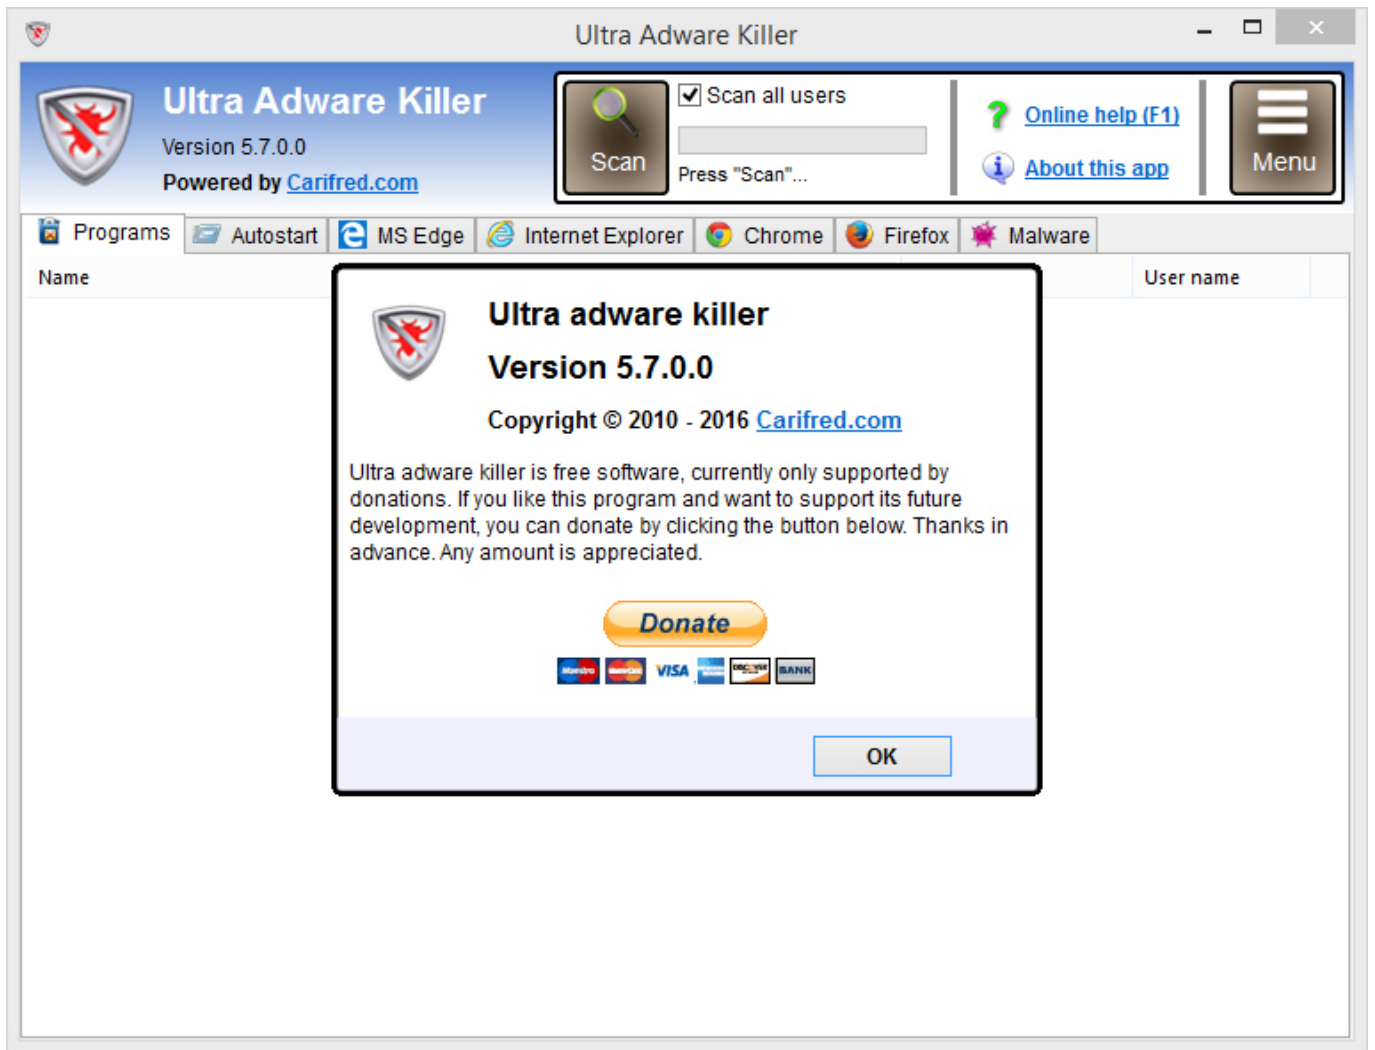 Ultra Adware Killer
Ultra Adware Killer
Version 5.7.0.0
Powered by Carifred.com
Scan
Scan all users
Press "Scan"...
Online help (F1)
About this app
Menu
Programs Autostart MS Edge Internet Explorer Chrome Firefox Malware
Name User name
Ultra adware killer
Version 5.7.0.0
Copyright © 2010 - 2016 Carifred.com
Ultra adware killer is free software, currently only supported by
donations. If you like this program and want to support its future
development, you can donate by clicking the button below. Thanks in
advance. Any amount is appreciated.
Donate
Maestro MasterCard VISA DISCOVER BANK
OK